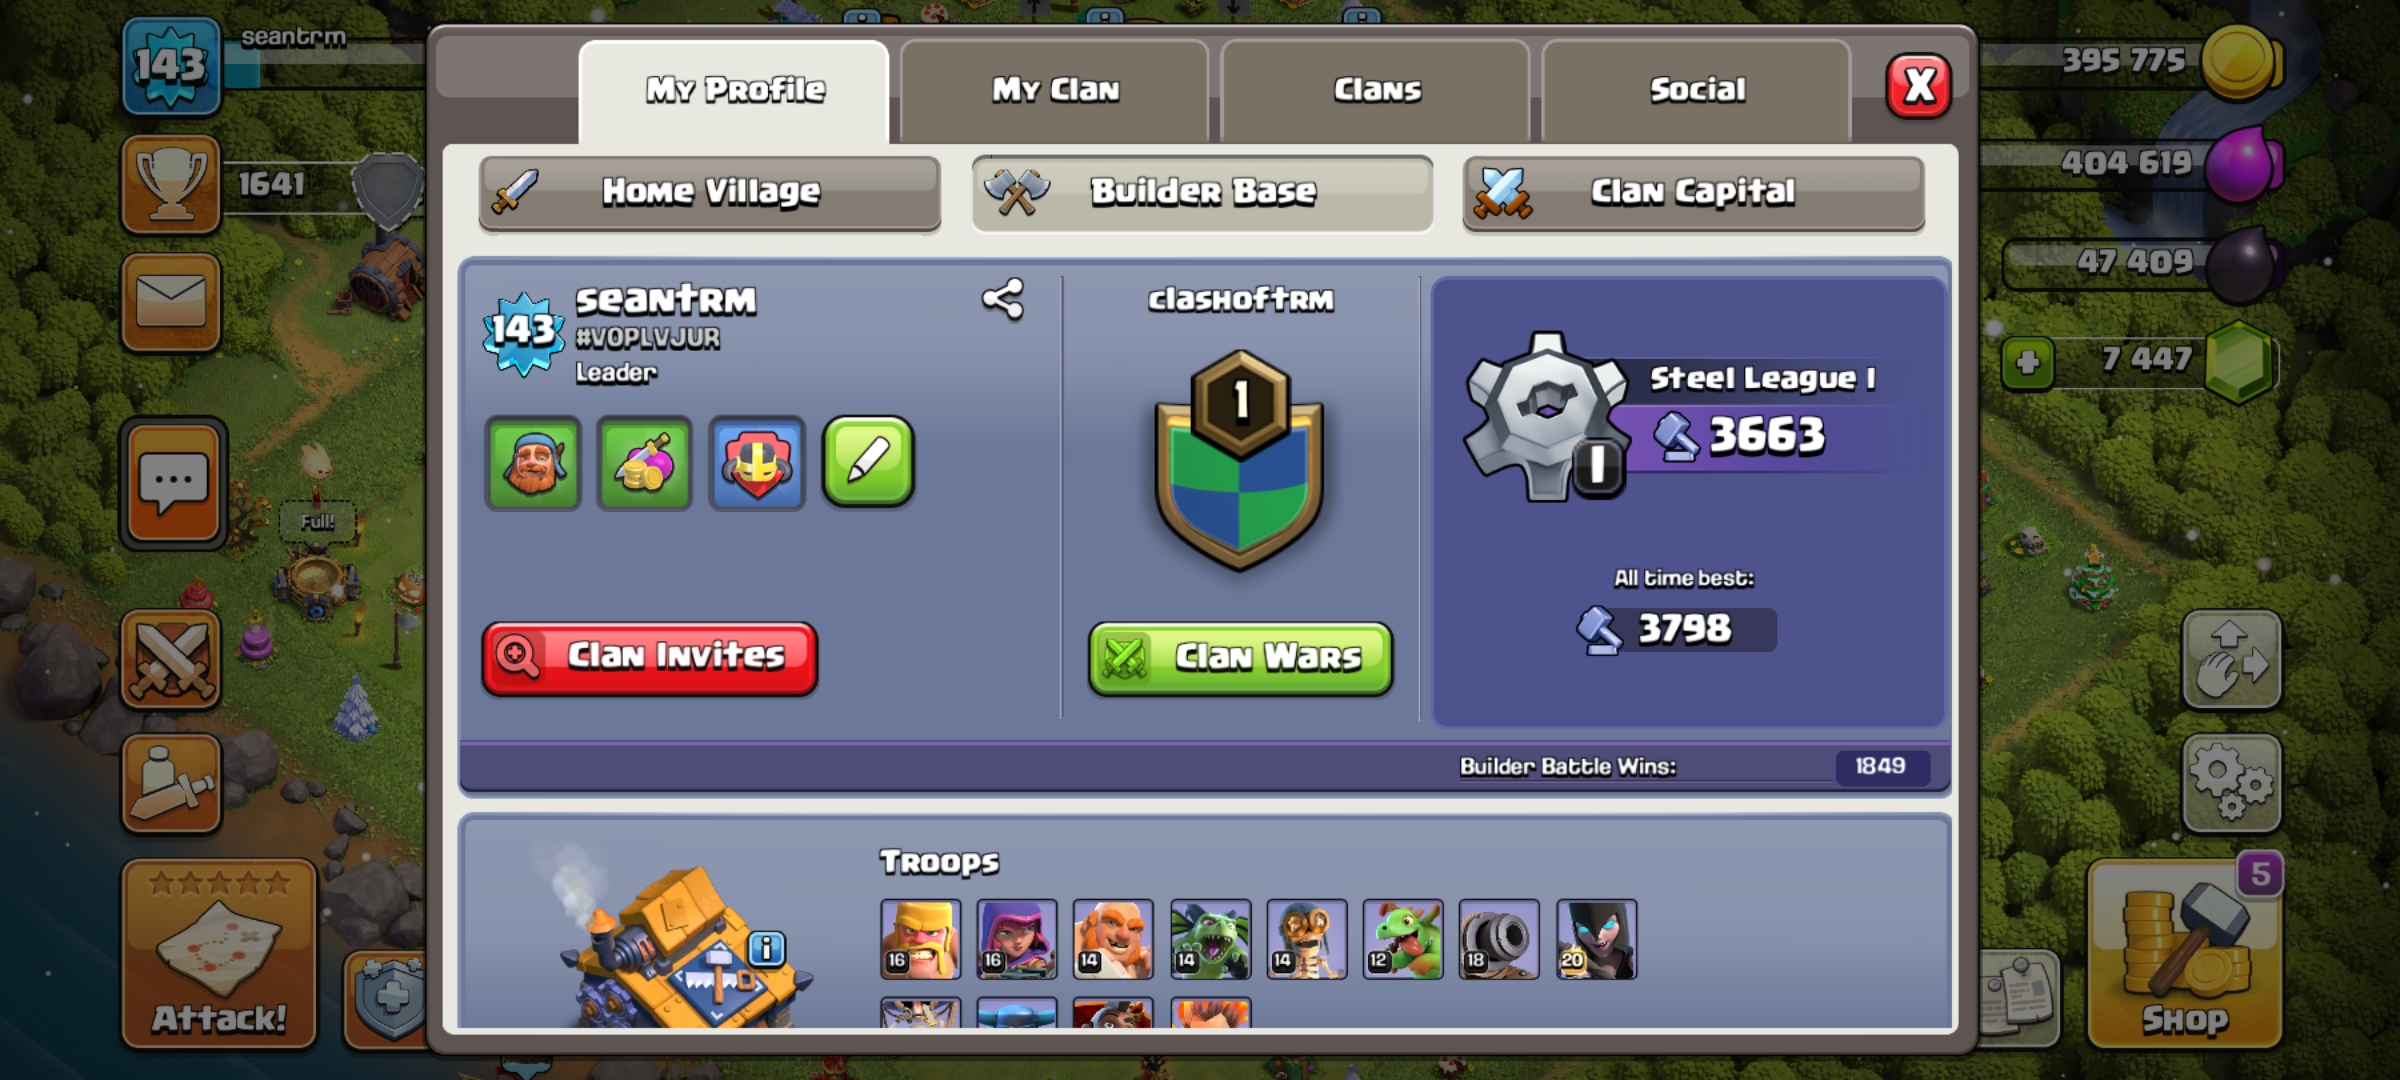 143
seantrm
My Profile
My Clan
Clans
Social
X
395 775
1641
Home Village
Builder Base
Clan Capital
404 619
47 409
7 447
143
seantrm
#VOPLVJUR
Leader
clashoftrm
1
Steel League I
3663
I
Full!
All time best:
3798
Clan Invites
Clan Wars
Builder Battle Wins:
1849
Troops
i
16
16
14
14
14
12
18
20
Attack!
5
Shop